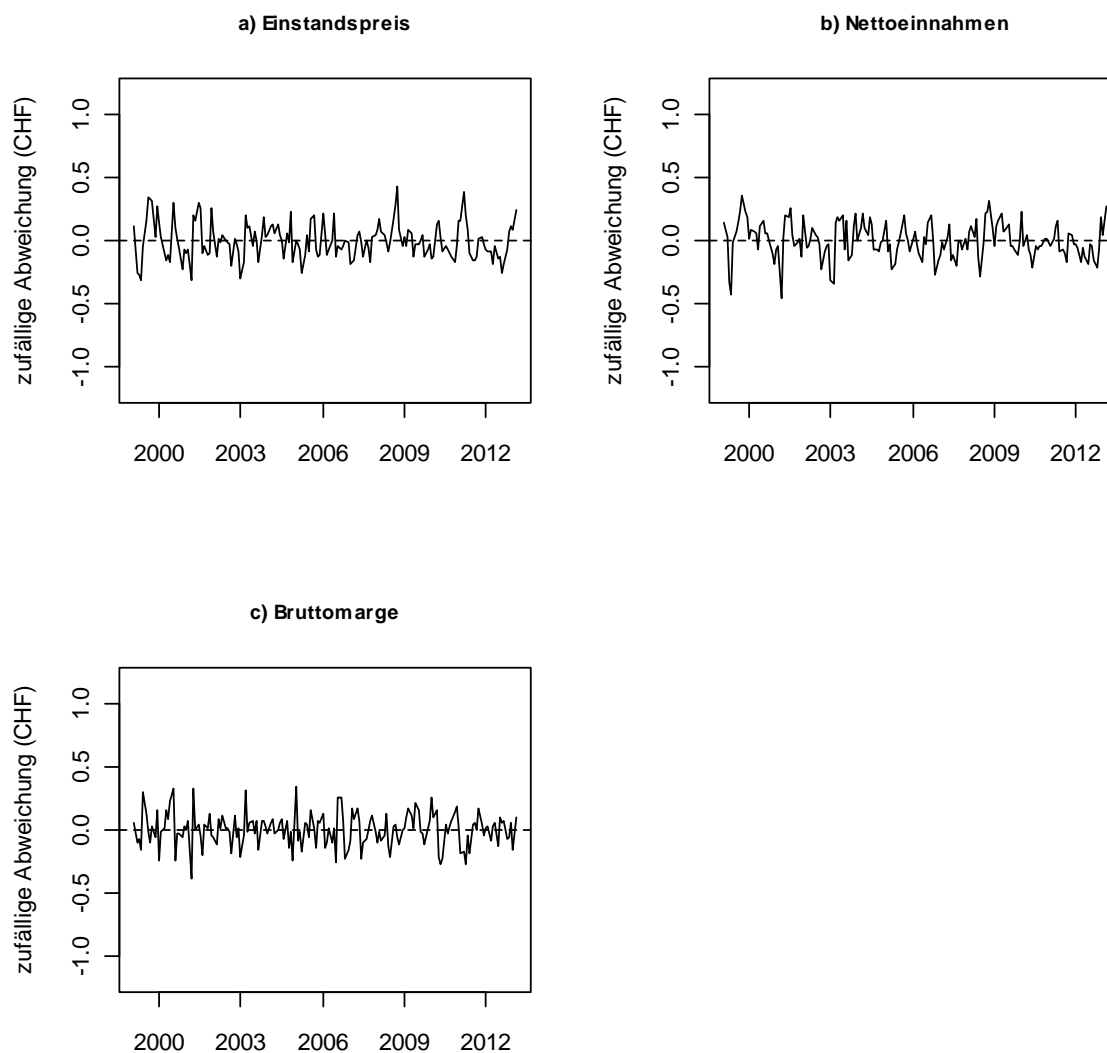 a) Einstandspreis
zufällige Abweichung (CHF)
1.0
0.5
0.0
-0.5
-1.0
2000 2003 2006 2009 2012
b) Nettoeinnahmen
zufällige Abweichung (CHF)
1.0
0.5
0.0
-0.5
-1.0
2000 2003 2006 2009 2012
c) Bruttomarge
zufällige Abweichung (CHF)
1.0
0.5
0.0
-0.5
-1.0
2000 2003 2006 2009 2012